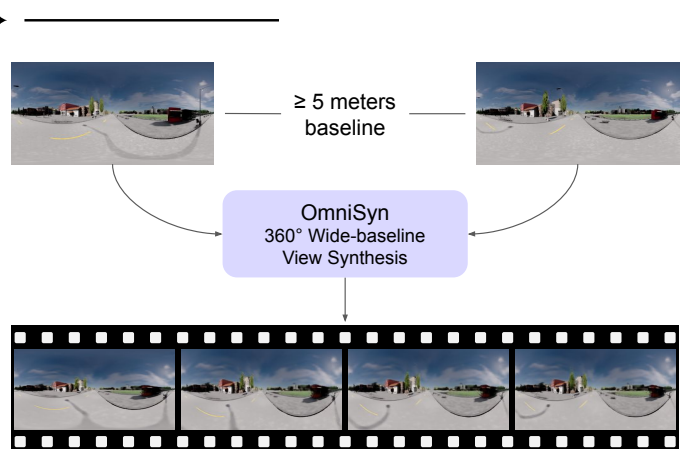 ≥ 5 meters
baseline
OmniSyn
360° Wide-baseline
View Synthesis